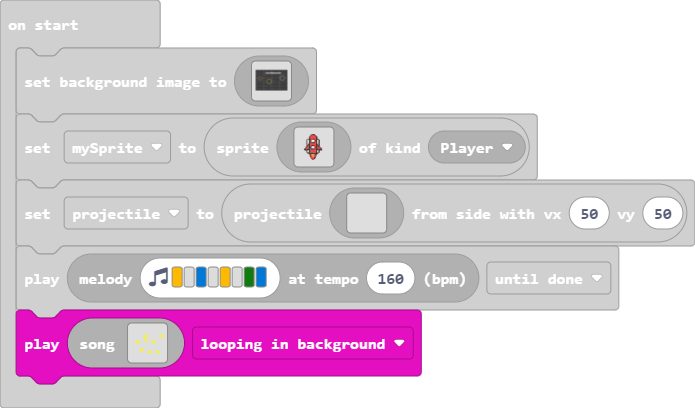 on start
set background image to
set mySprite to sprite of kind Player
set projectile to projectile from side with vx 50 vy 50
play melody at tempo 160 (bpm) until done
play song looping in background